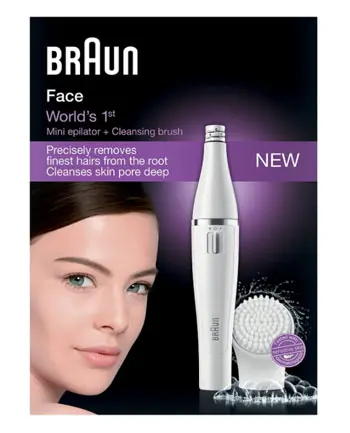 BRAUN
Face
World's 1st
Mini epilator + Cleansing brush
Precisely removes
finest hairs from the root
Cleanses skin pore deep
NEW
BRAUN